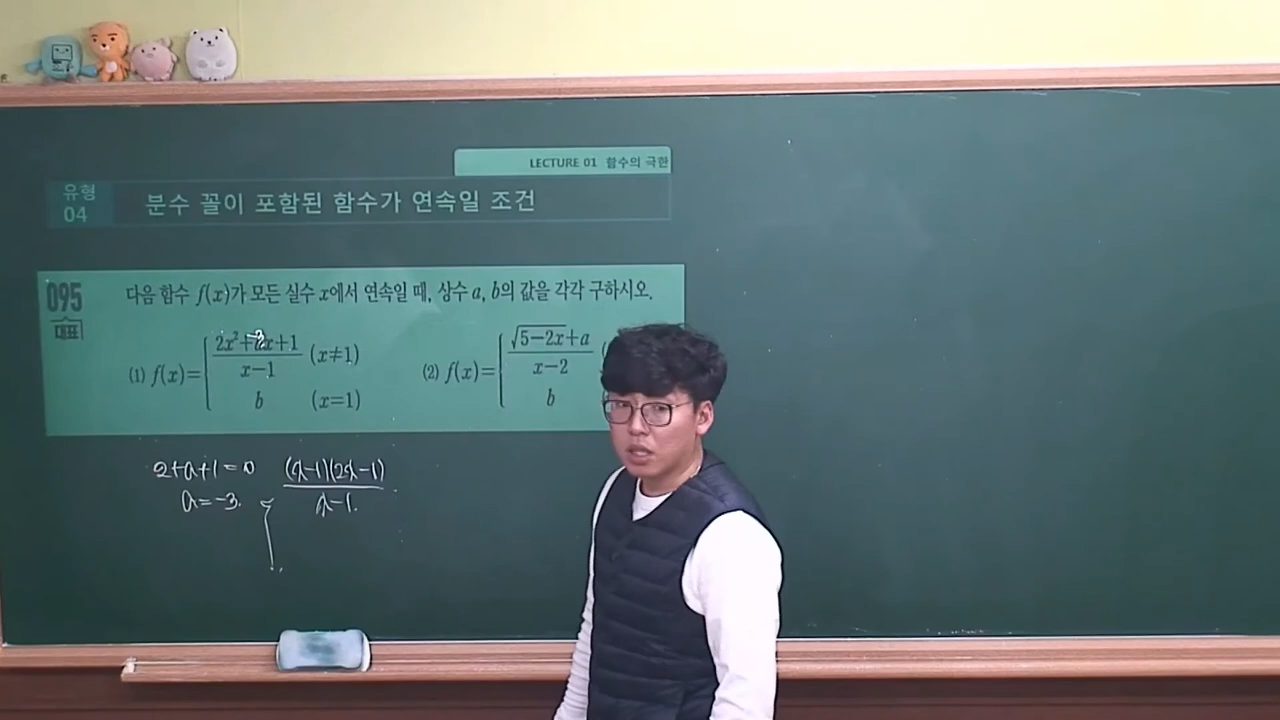 LECTURE 01 함수의 극한
유형
04
분수 꼴이 포함된 함수가 연속일 조건
095
대표
다음 함수 f(x)가 모든 실수 x에서 연속일 때, 상수 a, b의 값을 각각 구하시오.
(1) f(x)={ (2x²+ax+1)/(x-1) (x≠1)
b (x=1)
(2) f(x)={ (√(5-2x)+a)/(x-2) (
b
-3
2+a+1=0
a=-3.
(x-1)(2x-1)
x-1.